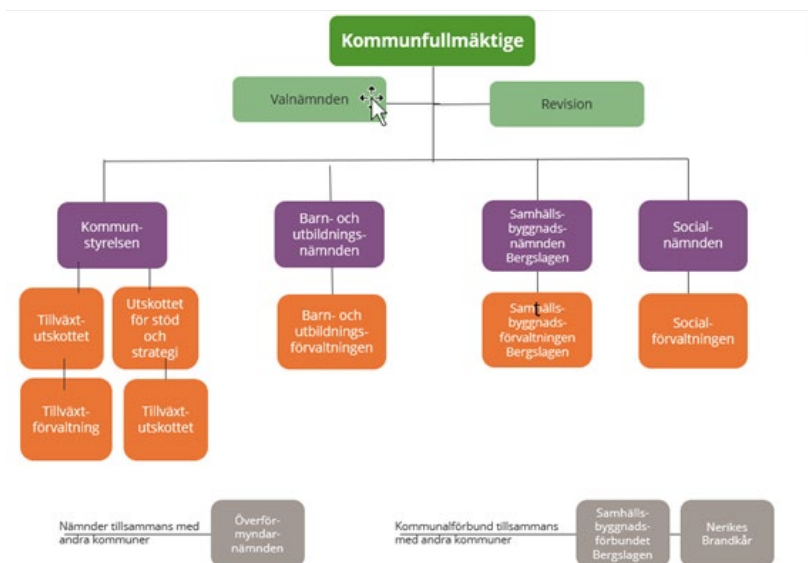 Kommunfullmäktige
Valnämnden
Revision
Kommun-
styrelsen
Barn- och
utbildnings-
nämnden
Samhälls-
byggnads-
nämnden
Bergslagen
Social-
nämnden
Tillväxt-
utskottet
Utskottet
för stöd
och
strategi
Barn- och
utbildnings-
förvaltningen
Samhälls-
byggnads-
förvaltningen
Bergslagen
Social-
förvaltningen
Tillväxt-
förvaltning
Tillväxt-
utskottet
Nämnder tillsammans med
andra kommuner
Överför-
myndar-
nämnden
Kommunalförbund tillsammans
med andra kommuner
Samhälls-
byggnads-
förbundet
Bergslagen
Nerikes
Brandkår